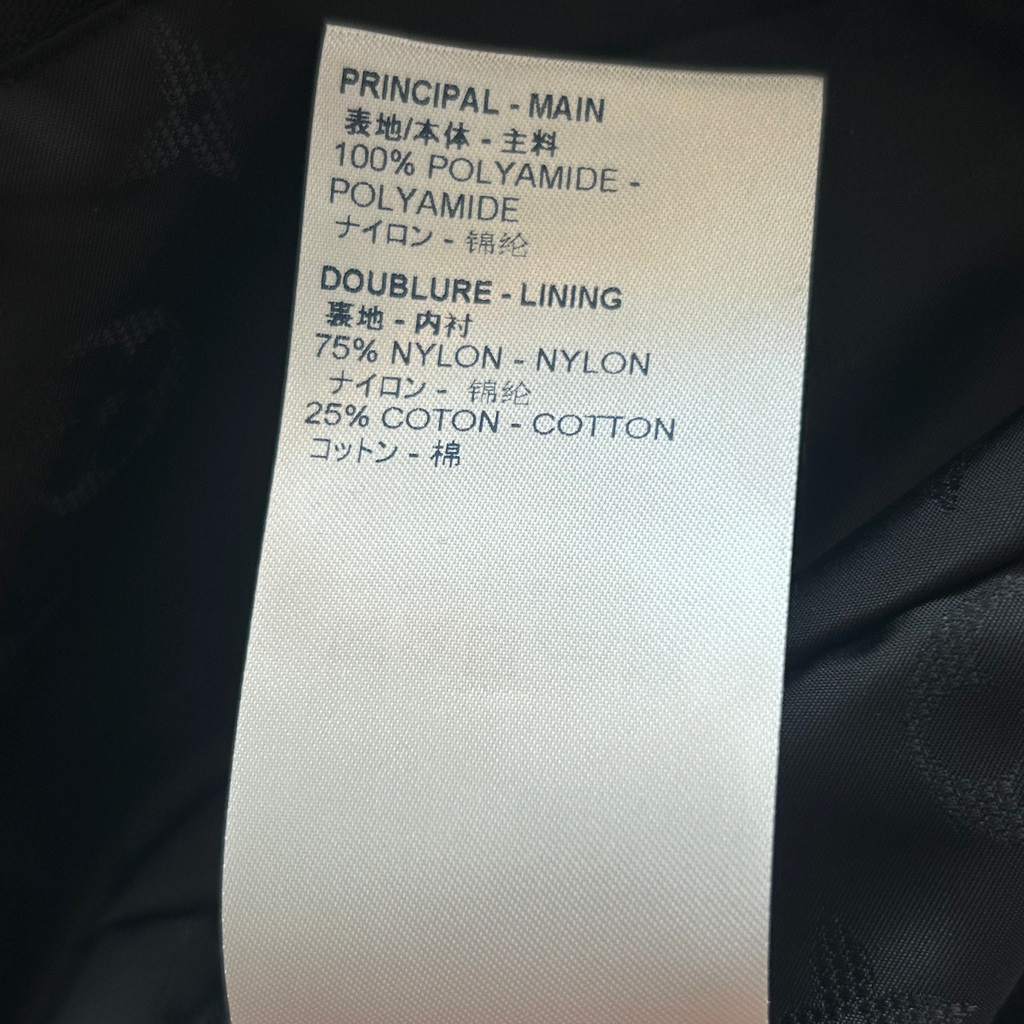 PRINCIPAL - MAIN
表地/本体 - 主料
100% POLYAMIDE -
POLYAMIDE
ナイロン - 锦纶
DOUBLURE - LINING
裏地 - 内衬
75% NYLON - NYLON
ナイロン - 锦纶
25% COTON - COTTON
コットン - 棉